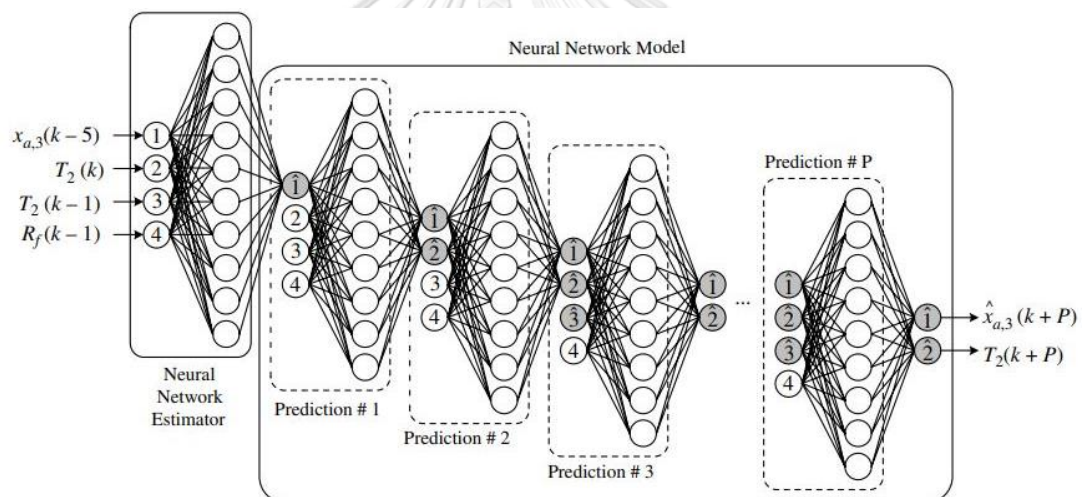 Neural Network Model
x_{a,3}(k – 5)
T_2 (k)
T_2 (k – 1)
R_f (k – 1)
1
2
3
4
Neural
Network
Estimator
1̂
2
3
4
Prediction # 1
1̂
2̂
3
4
Prediction # 2
1̂
2̂
3̂
4
Prediction # 3
1̂
2̂
...
Prediction # P
1̂
2̂
3̂
4
1̂
2̂
x̂_{a,3} (k + P)
T_2(k + P)